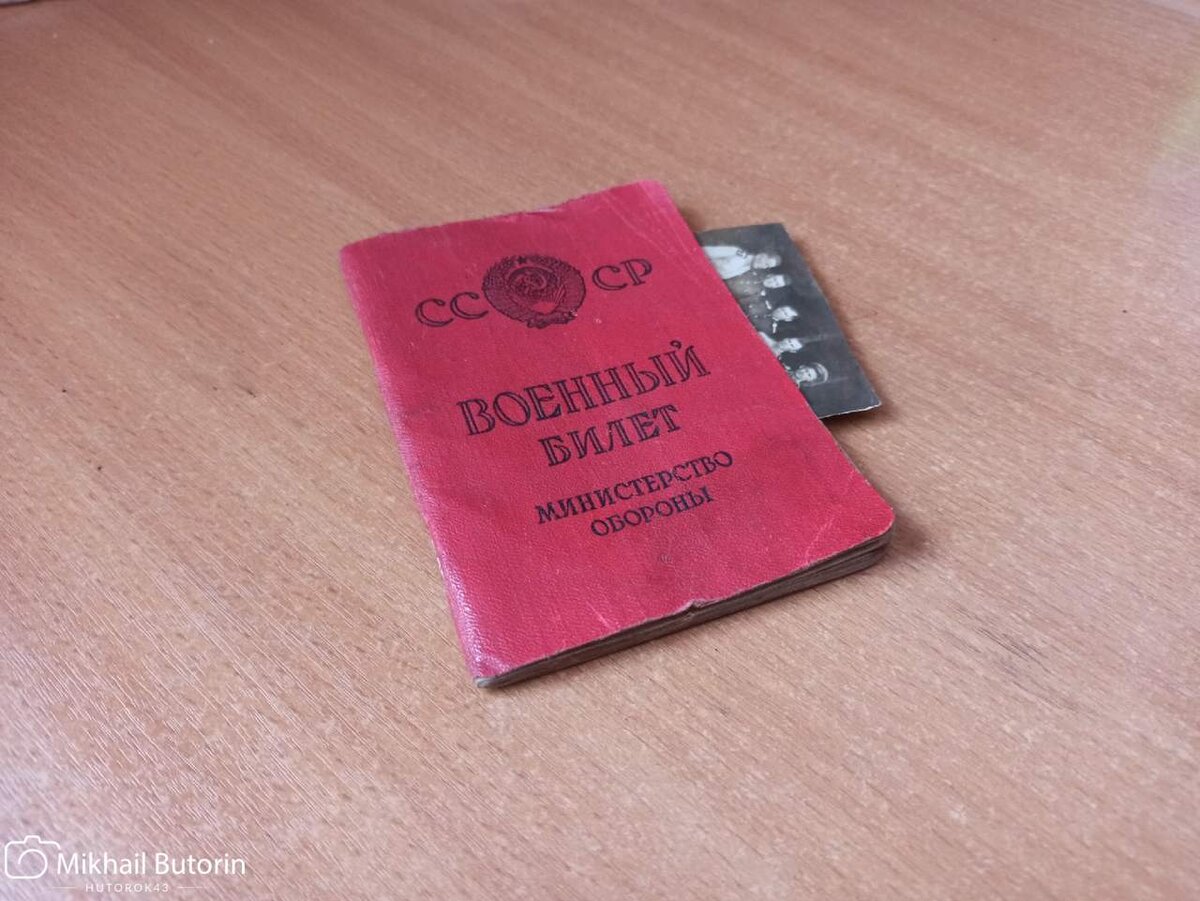 СССР
ВОЕННЫЙ
БИЛЕТ
МИНИСТЕРСТВО
ОБОРОНЫ
Mikhail Butorin
HUTOROK43